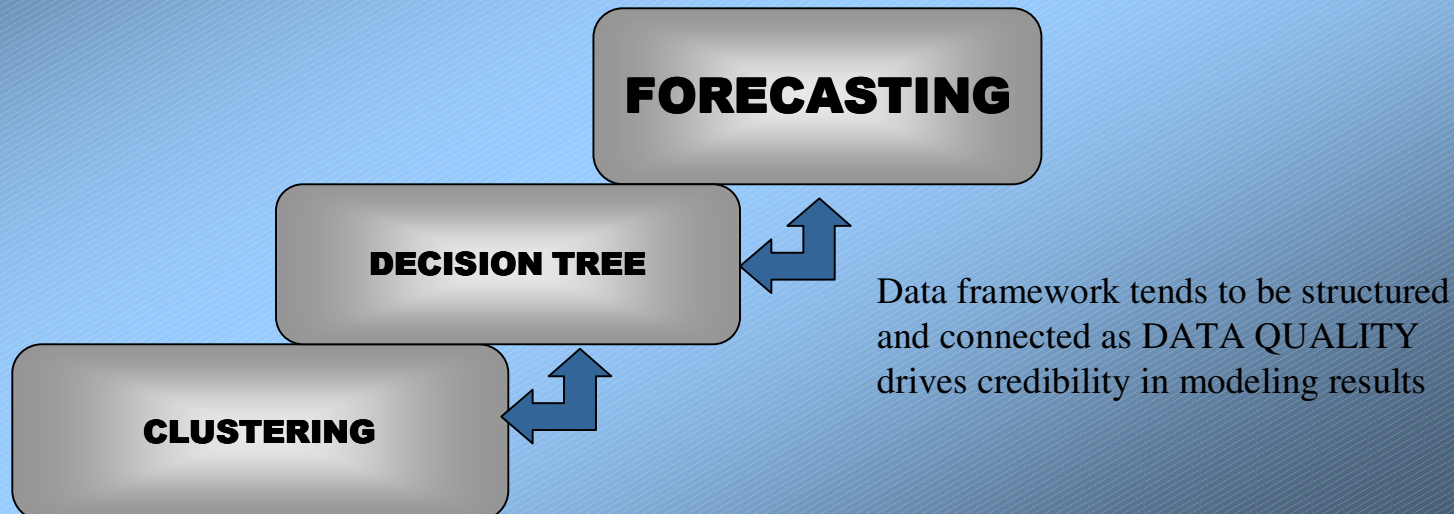 FORECASTING
DECISION TREE
Data framework tends to be structured
and connected as DATA QUALITY
drives credibility in modeling results
CLUSTERING